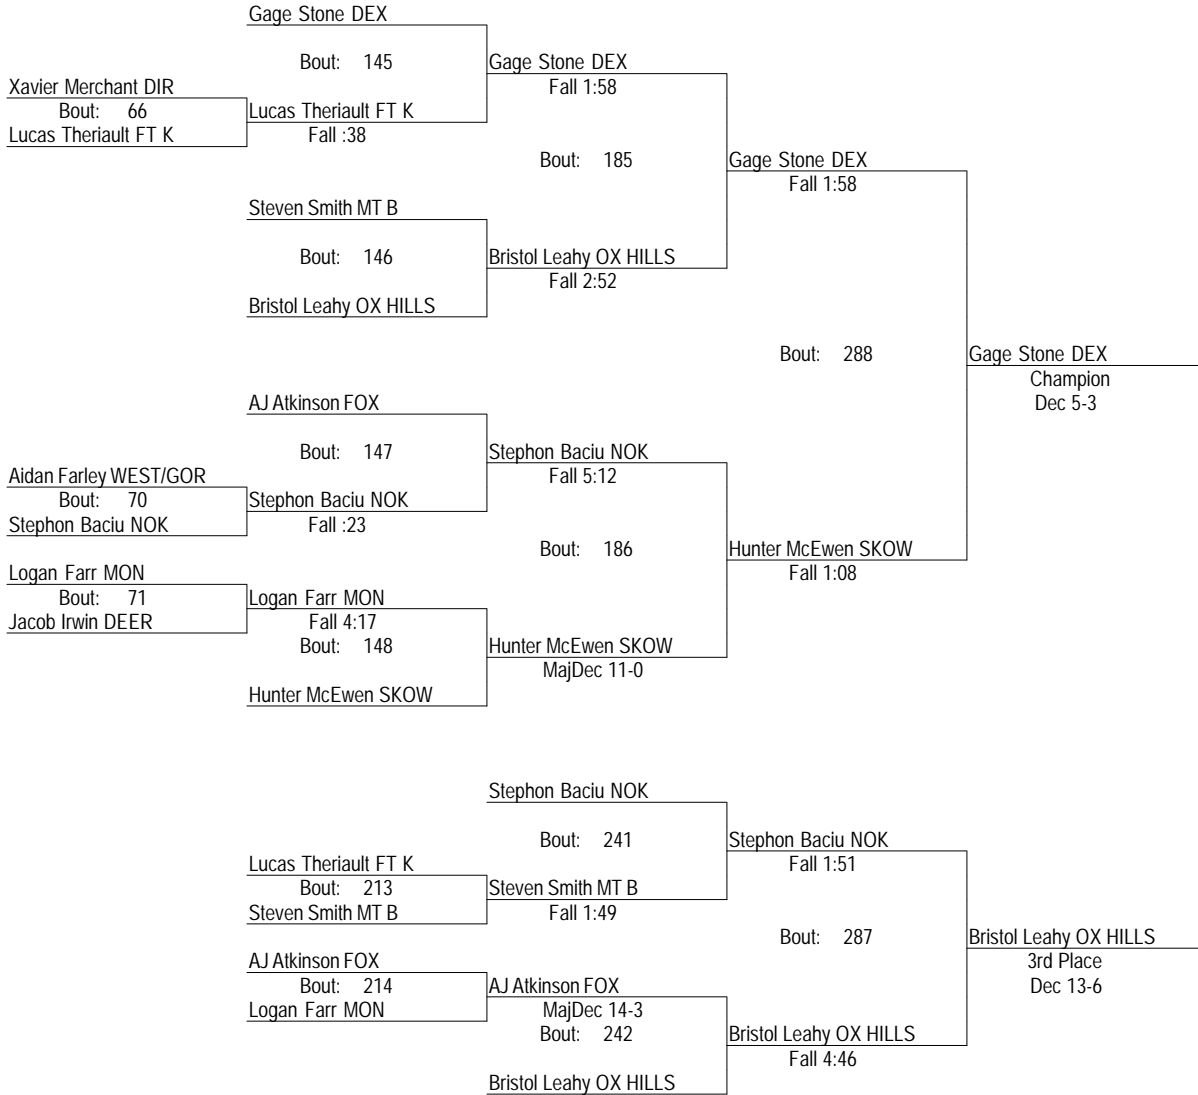 Gage Stone DEX
Bout: 145
Gage Stone DEX
Fall 1:58
Xavier Merchant DIR
Bout: 66
Lucas Theriault FT K
Lucas Theriault FT K
Fall :38
Bout: 185
Gage Stone DEX
Fall 1:58
Steven Smith MT B
Bout: 146
Bristol Leahy OX HILLS
Fall 2:52
Bristol Leahy OX HILLS
Bout: 288
Gage Stone DEX
Champion
Dec 5-3
AJ Atkinson FOX
Bout: 147
Stephon Baciu NOK
Fall 5:12
Aidan Farley WEST/GOR
Bout: 70
Stephon Baciu NOK
Stephon Baciu NOK
Fall :23
Bout: 186
Hunter McEwen SKOW
Fall 1:08
Logan Farr MON
Bout: 71
Jacob Irwin DEER
Logan Farr MON
Fall 4:17
Bout: 148
Hunter McEwen SKOW
MajDec 11-0
Hunter McEwen SKOW
Stephon Baciu NOK
Bout: 241
Stephon Baciu NOK
Fall 1:51
Lucas Theriault FT K
Bout: 213
Steven Smith MT B
Steven Smith MT B
Fall 1:49
Bout: 287
Bristol Leahy OX HILLS
3rd Place
Dec 13-6
AJ Atkinson FOX
Bout: 214
Logan Farr MON
AJ Atkinson FOX
MajDec 14-3
Bout: 242
Bristol Leahy OX HILLS
Fall 4:46
Bristol Leahy OX HILLS